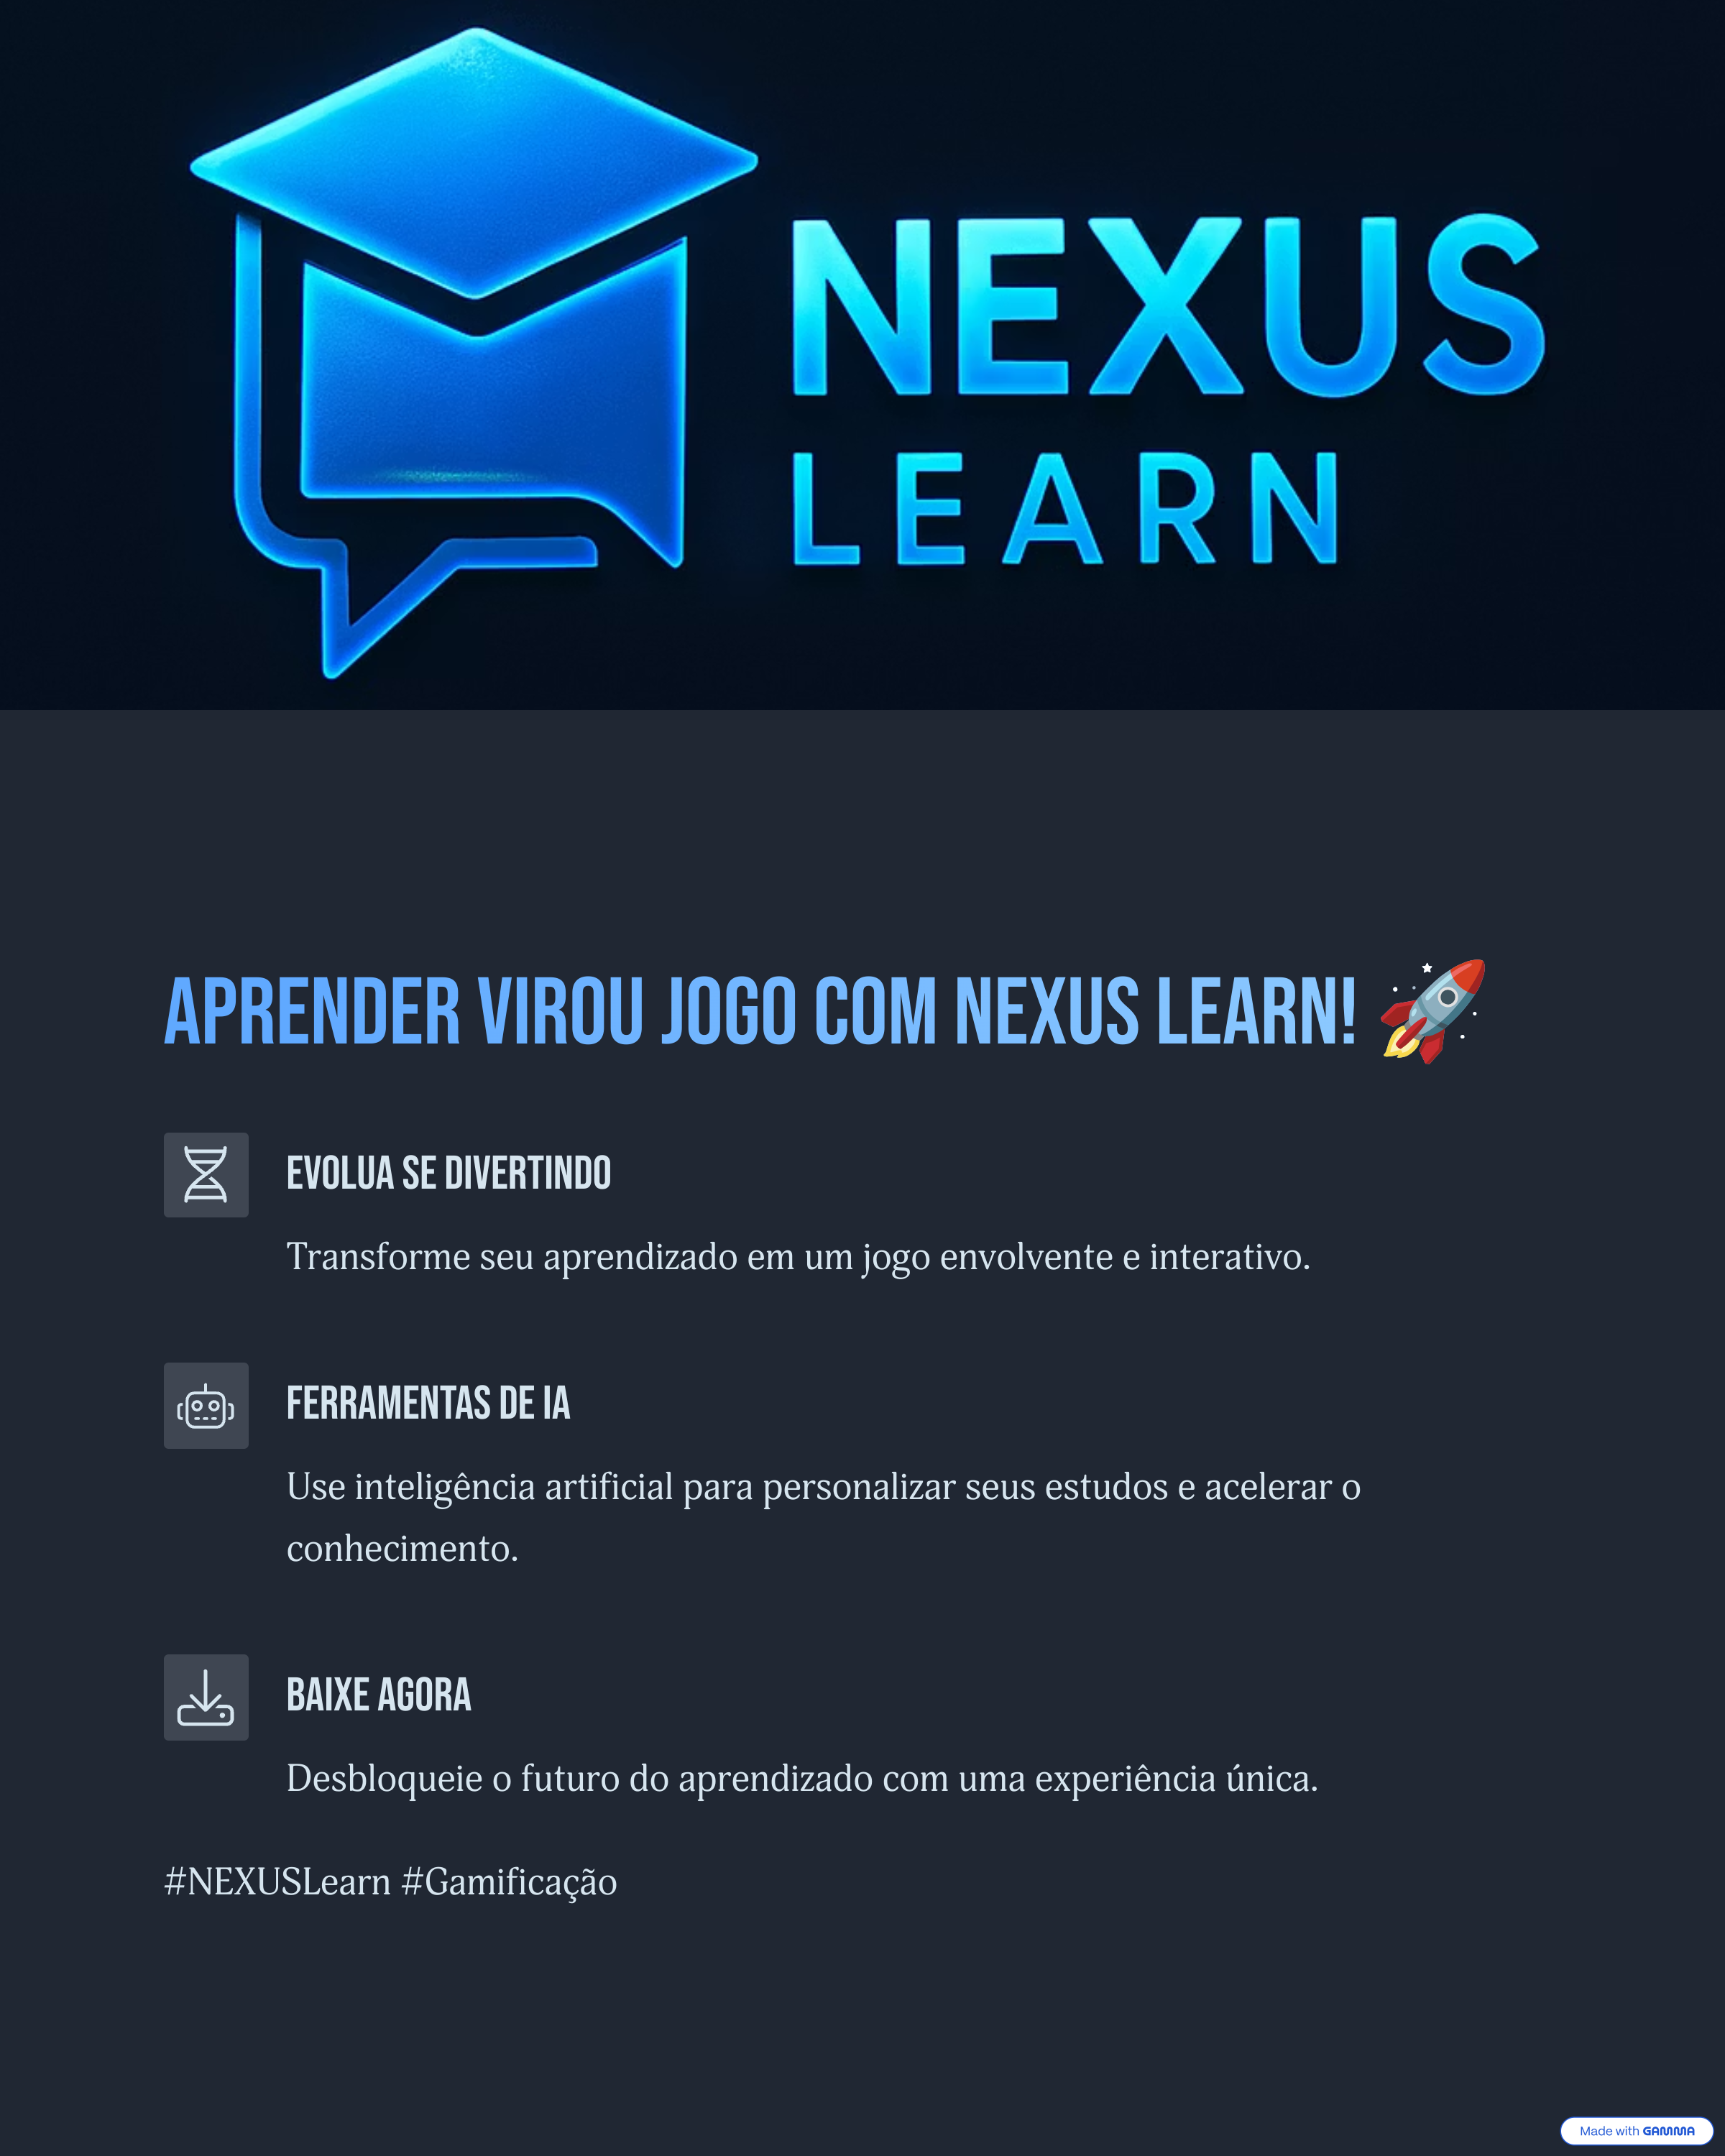 NEXUS
LEARN
APRENDER VIROU JOGO COM NEXUS LEARN! 🚀
EVOLUA SE DIVERTINDO
Transforme seu aprendizado em um jogo envolvente e interativo.
FERRAMENTAS DE IA
Use inteligência artificial para personalizar seus estudos e acelerar o
conhecimento.
BAIXE AGORA
Desbloqueie o futuro do aprendizado com uma experiência única.
#NEXUSLearn #Gamificação
Made with GAMMA